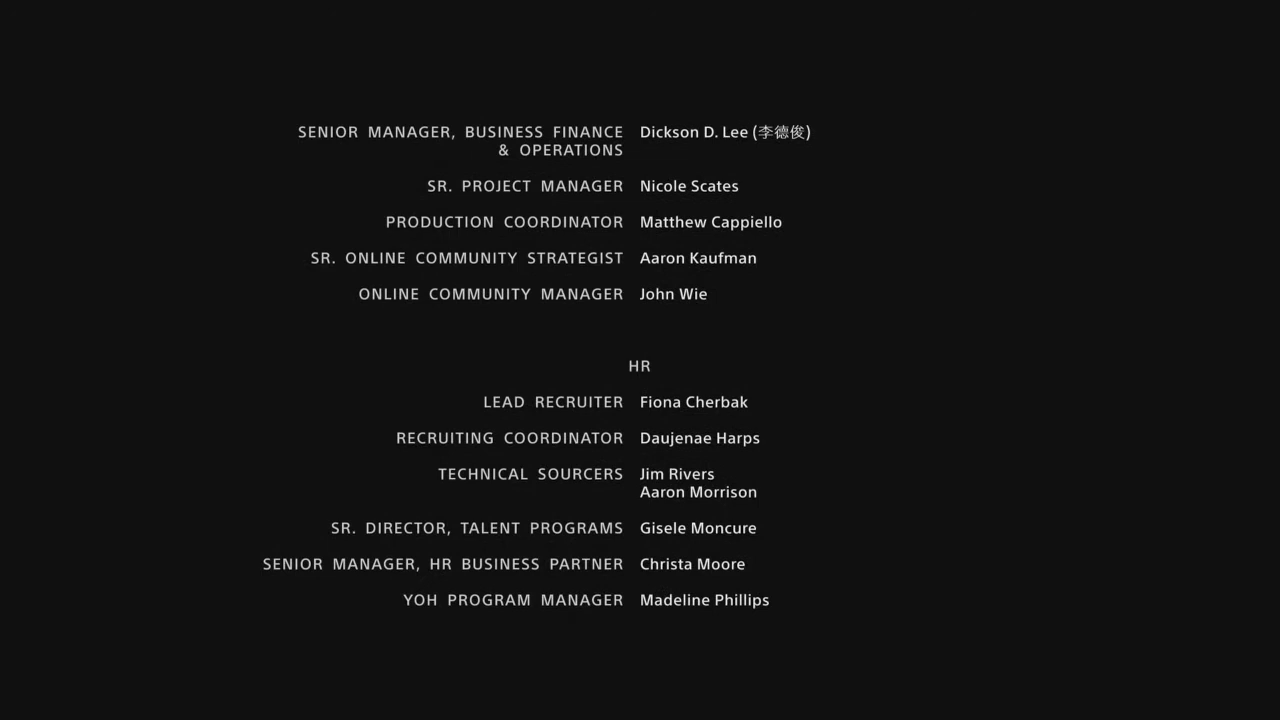 SENIOR MANAGER, BUSINESS FINANCE Dickson D. Lee (李德俊)
& OPERATIONS
SR. PROJECT MANAGER Nicole Scates
PRODUCTION COORDINATOR Matthew Cappiello
SR. ONLINE COMMUNITY STRATEGIST Aaron Kaufman
ONLINE COMMUNITY MANAGER John Wie
HR
LEAD RECRUITER Fiona Cherbak
RECRUITING COORDINATOR Daujenae Harps
TECHNICAL SOURCERS Jim Rivers
Aaron Morrison
SR. DIRECTOR, TALENT PROGRAMS Gisele Moncure
SENIOR MANAGER, HR BUSINESS PARTNER Christa Moore
YOH PROGRAM MANAGER Madeline Phillips